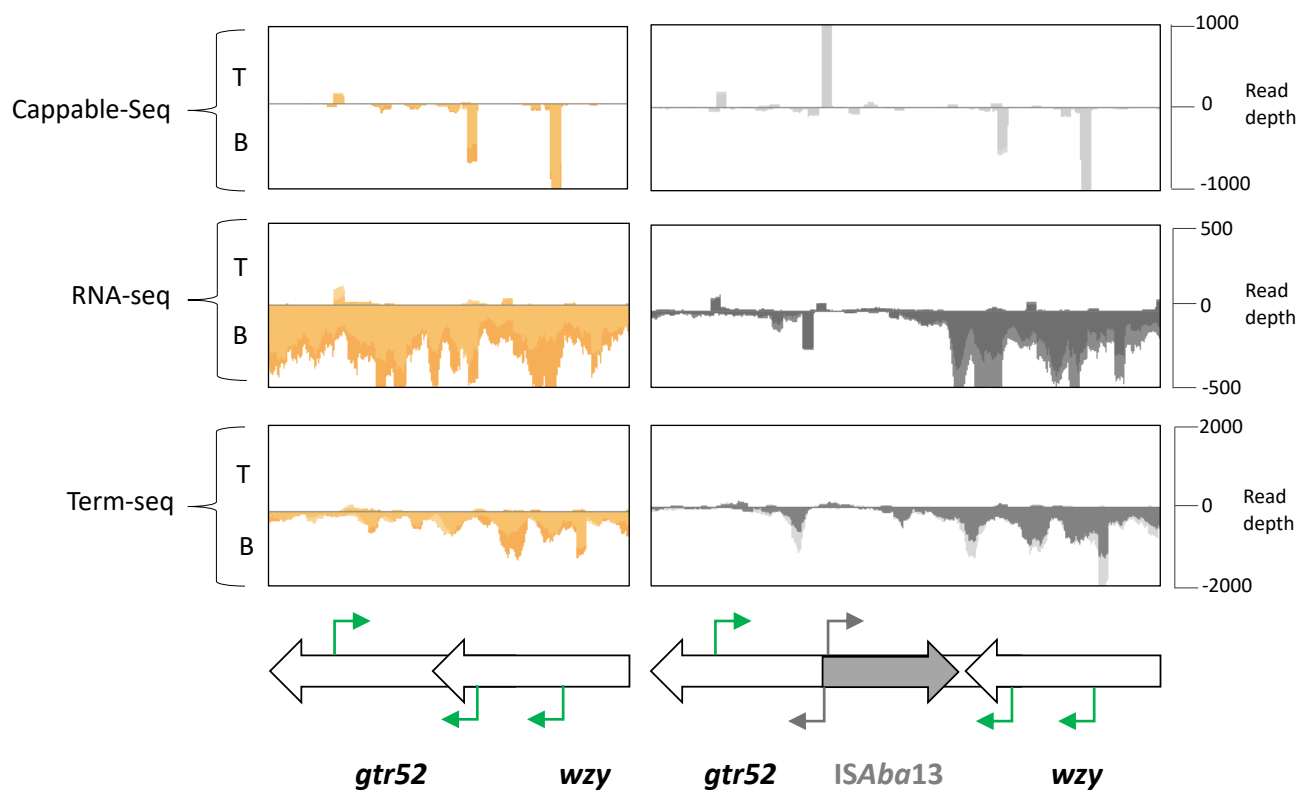 Cappable-Seq
T
B
1000
0
-1000
Read
depth
RNA-seq
T
B
500
0
-500
Read
depth
Term-seq
T
B
2000
0
-2000
Read
depth
gtr52
wzy
gtr52
ISAba13
wzy